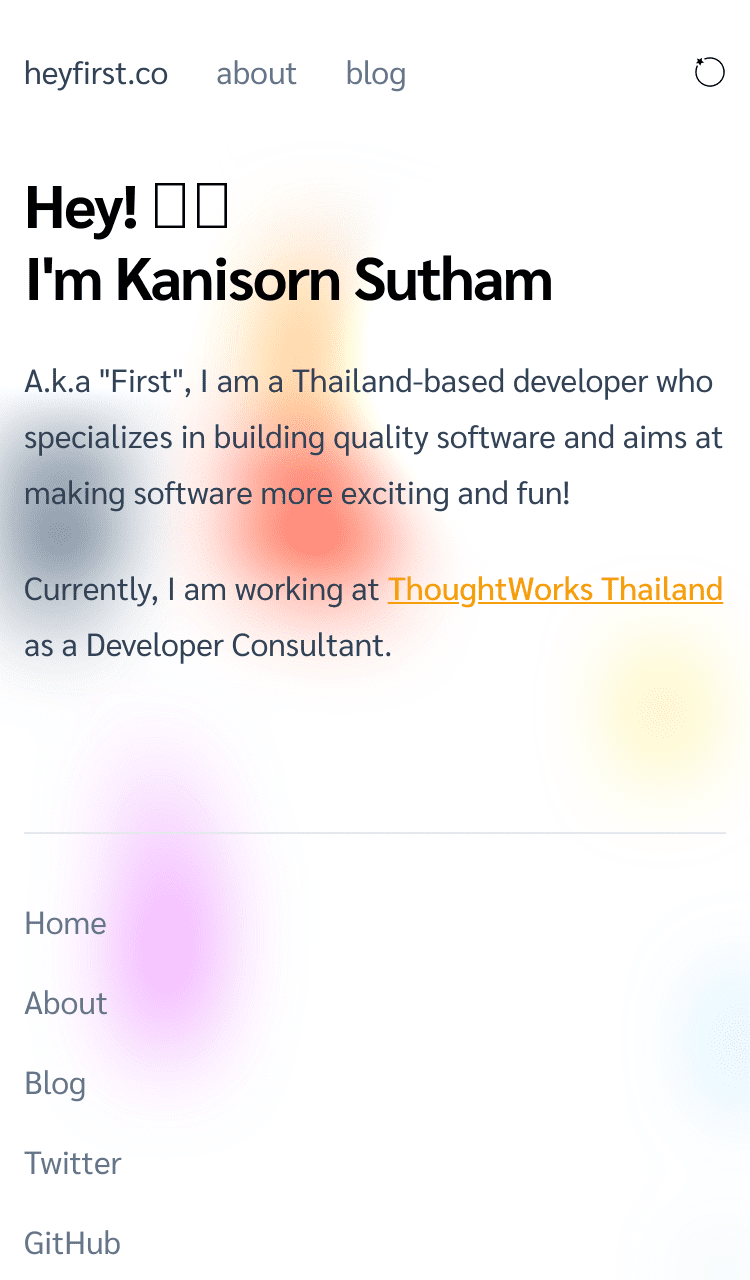 heyfirst.co about blog
Hey!
I'm Kanisorn Sutham
A.k.a "First", I am a Thailand-based developer who
specializes in building quality software and aims at
making software more exciting and fun!
Currently, I am working at ThoughtWorks Thailand
as a Developer Consultant.
Home
About
Blog
Twitter
GitHub